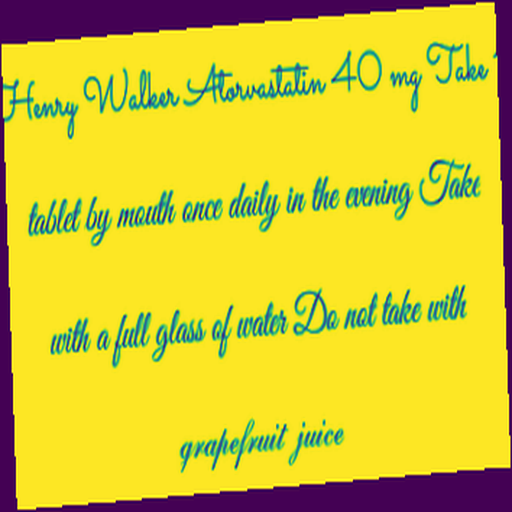 Henry Walker Atorvastatin 40 mg Take
tablet by mouth once daily in the evening Take
with a full glass of water Do not take with
grapefruit juice